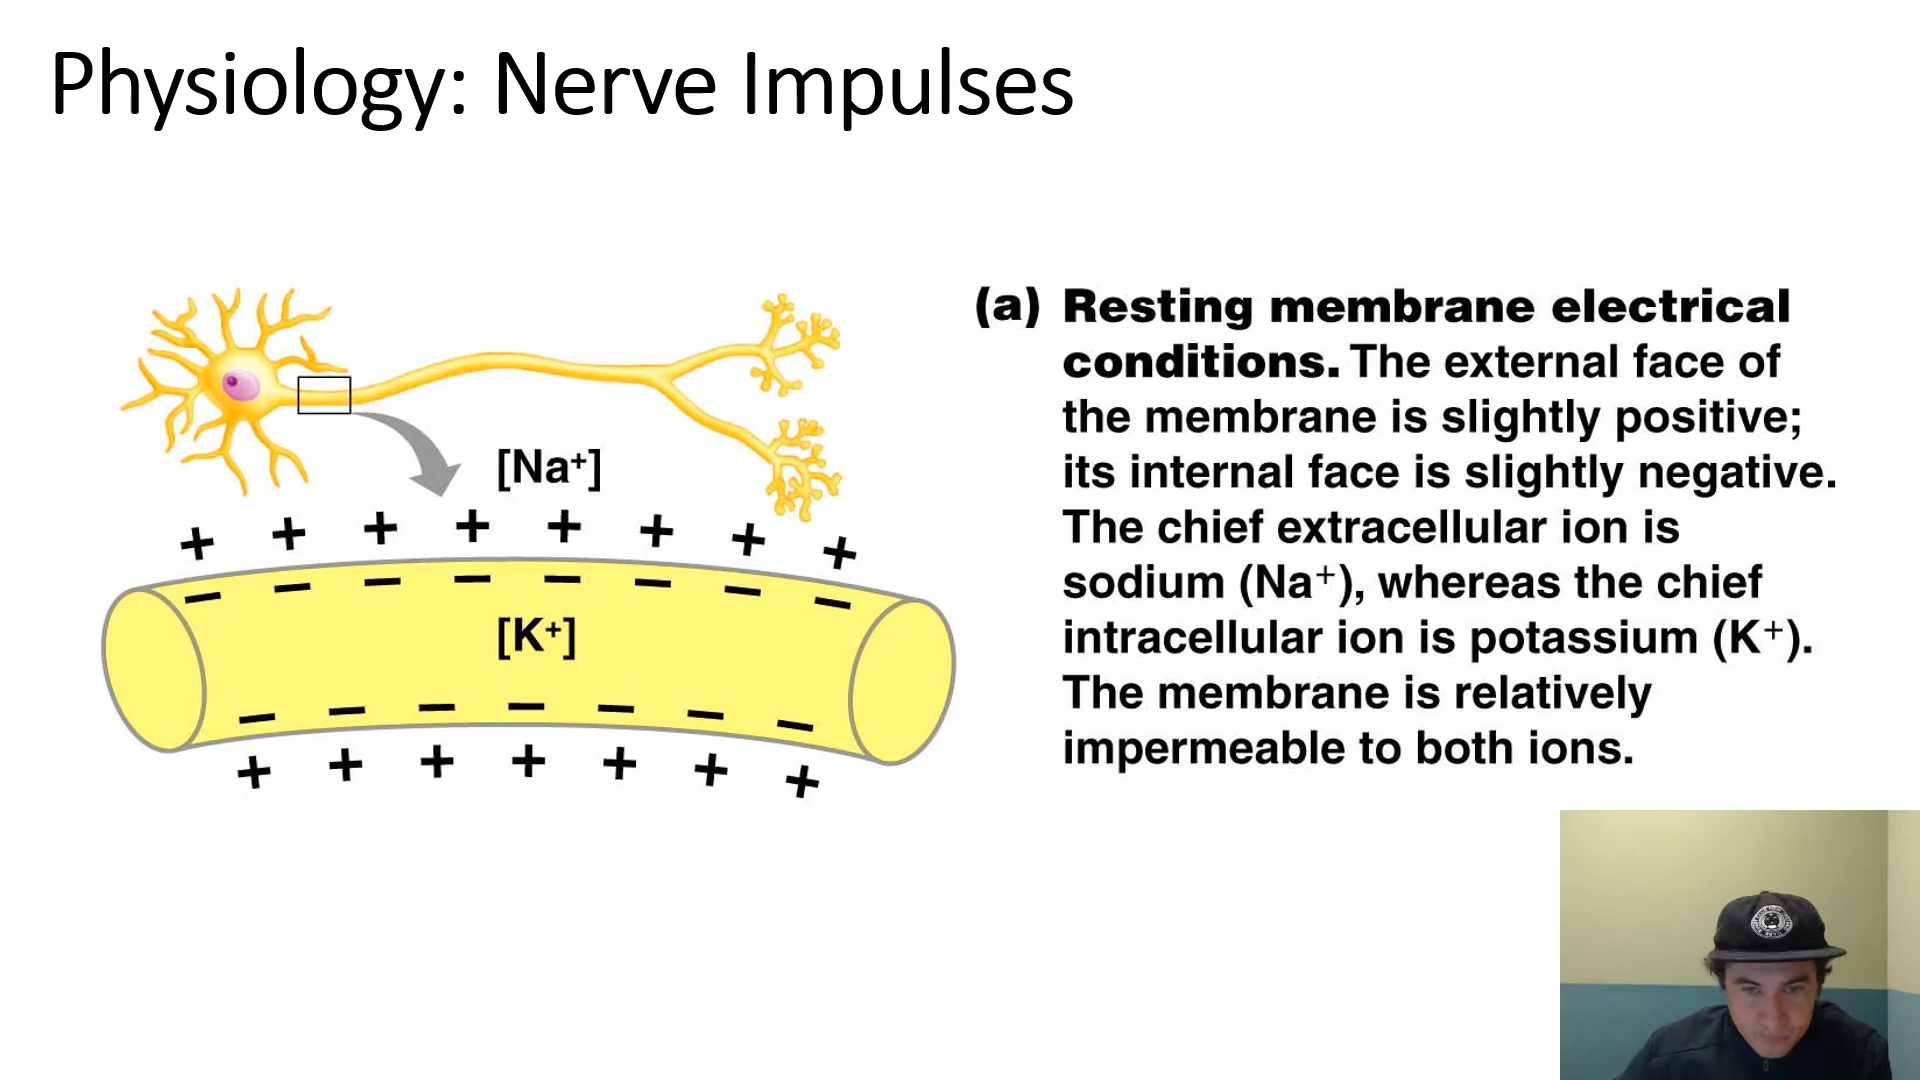 Physiology: Nerve Impulses
(a) Resting membrane electrical
conditions. The external face of
the membrane is slightly positive;
its internal face is slightly negative.
The chief extracellular ion is
sodium (Na⁺), whereas the chief
intracellular ion is potassium (K⁺).
The membrane is relatively
impermeable to both ions.
[Na⁺]
+ + + + + + + +
– – – – – – – –
[K⁺]
– – – – – – –
+ + + + + + +